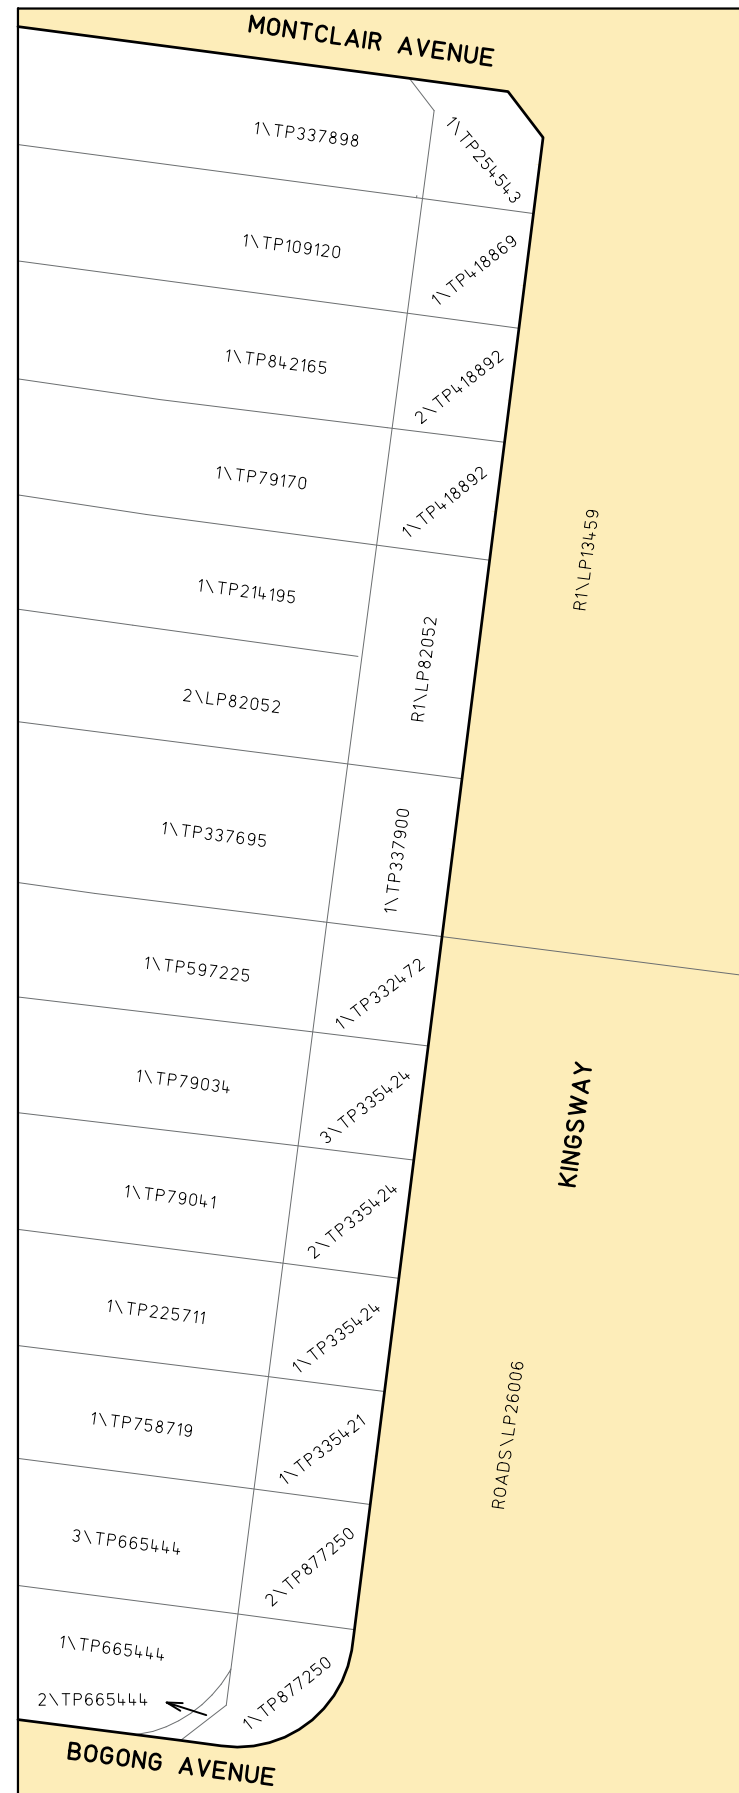 MONTCLAIR AVENUE
1\TP337898
1\TP254543
1\TP109120
1\TP418869
1\TP842165
2\TP418892
1\TP79170
1\TP418892
R1\LP13459
1\TP214195
R1\LP82052
2\LP82052
1\TP337695
1\TP337900
1\TP597225
1\TP332472
1\TP79034
3\TP335424
KINGSWAY
1\TP79041
2\TP335424
1\TP225711
1\TP335424
ROADS\LP26006
1\TP758719
1\TP335421
3\TP665444
2\TP877250
1\TP665444
2\TP665444
1\TP877250
BOGONG AVENUE